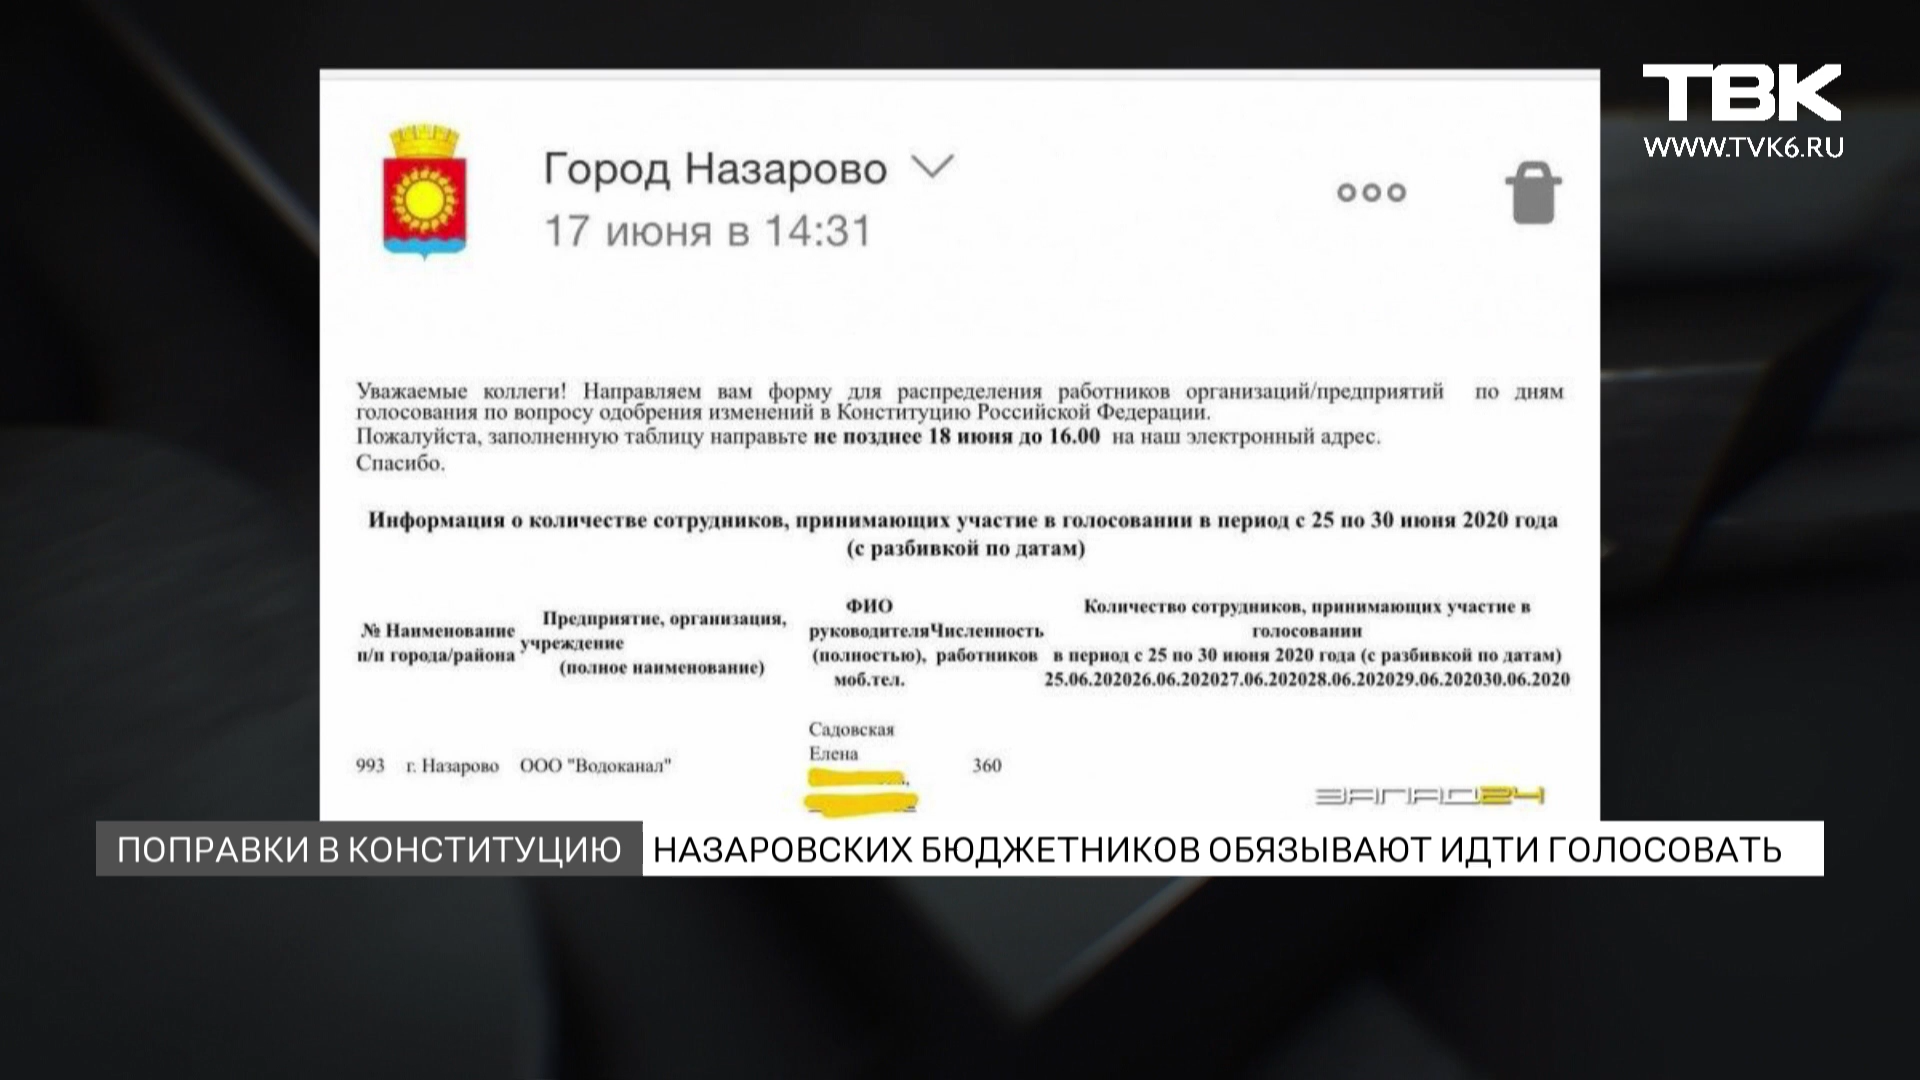 ТВК
WWW.TVK6.RU
Город Назарово
17 июня в 14:31
Уважаемые коллеги! Направляем вам форму для распределения работников организаций/предприятий по дням
голосования по вопросу одобрения изменений в Конституцию Российской Федерации.
Пожалуйста, заполненную таблицу направьте не позднее 18 июня до 16.00 на наш электронный адрес.
Спасибо.
Информация о количестве сотрудников, принимающих участие в голосовании в период с 25 по 30 июня 2020 года
(с разбивкой по датам)
№ Наименование
п/п города/района
Предприятие, организация,
учреждение
(полное наименование)
ФИО
руководителя
(полностью),
моб.тел.
Численность
работников
Количество сотрудников, принимающих участие в
голосовании
в период с 25 по 30 июня 2020 года (с разбивкой по датам)
25.06.202026.06.202027.06.202028.06.202029.06.202030.06.2020
993 г. Назарово ООО "Водоканал"
Садовская
Елена
360
ЗАПАД24
ПОПРАВКИ В КОНСТИТУЦИЮ НАЗАРОВСКИХ БЮДЖЕТНИКОВ ОБЯЗЫВАЮТ ИДТИ ГОЛОСОВАТЬ